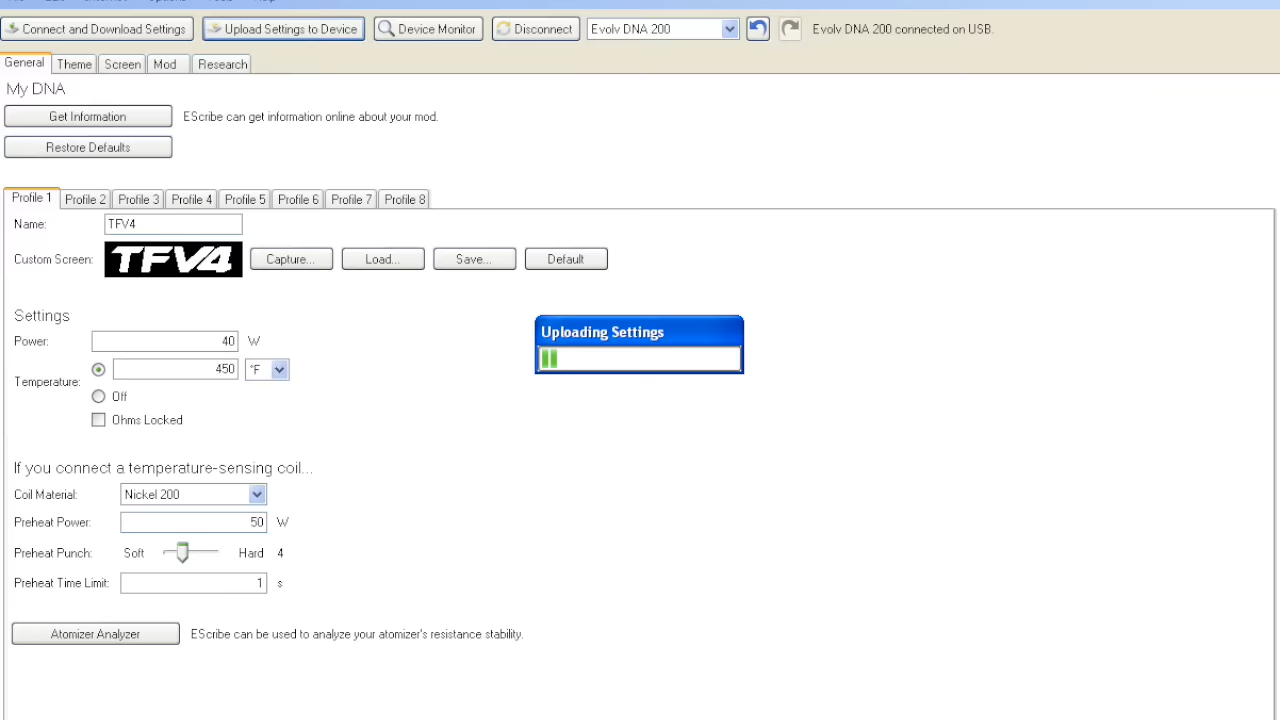 Connect and Download Settings Upload Settings to Device Device Monitor Disconnect Evolv DNA 200 Evolv DNA 200 connected on USB.
General Theme Screen Mod Research
My DNA
Get Information EScribe can get information online about your mod.
Restore Defaults
Profile 1 Profile 2 Profile 3 Profile 4 Profile 5 Profile 6 Profile 7 Profile 8
Name: TFV4
Custom Screen: TFV4 Capture... Load... Save... Default
Settings
Uploading Settings
Power: 40 W
450 °F
Temperature:
Off
Ohms Locked
If you connect a temperature-sensing coil...
Coil Material: Nickel 200
Preheat Power: 50 W
Preheat Punch: Soft Hard 4
Preheat Time Limit: 1 s
Atomizer Analyzer EScribe can be used to analyze your atomizer's resistance stability.